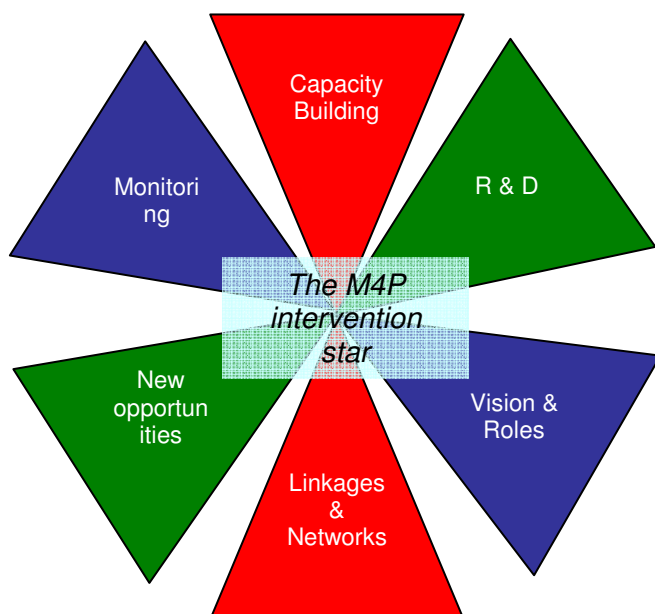 Capacity
Building
R & D
Monitori
ng
The M4P
intervention
star
New
opportun
ities
Vision &
Roles
Linkages
&
Networks